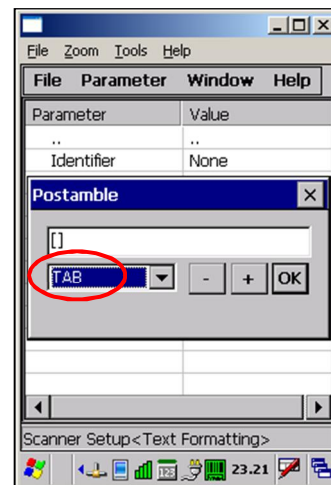 File Zoom Tools Help
File Parameter Window Help
Parameter Value
.. ..
Identifier None
Postamble
[]
TAB - + OK
Scanner Setup<Text Formatting>
123 23.21